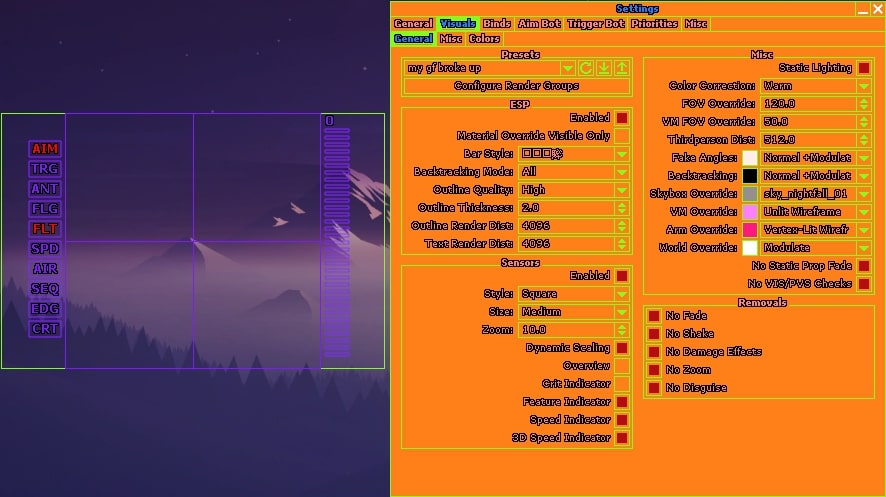 Settings
General Visuals Binds Aim Bot Trigger Bot Priorities Misc
General Misc Colors
Presets
my gf broke up
Configure Render Groups
ESP
Enabled
Material Override Visible Only
Bar Style:
Backtracking Mode: All
Outline Quality: High
Outline Thickness: 2.0
Outline Render Dist: 4096
Text Render Dist: 4096
Sensors
Enabled
Style: Square
Size: Medium
Zoom: 10.0
Dynamic Scaling
Overview
Crit Indicator
Feature Indicator
Speed Indicator
3D Speed Indicator
Misc
Static Lighting
Color Correction: Warm
FOV Override: 120.0
VM FOV Override: 50.0
Thirdperson Dist: 512.0
Fake Angles: Normal +Modulat
Backtracking: Normal +Modulat
Skybox Override: sky_nightfall_01
VM Override: Unlit Wireframe
Arm Override: Vertex-Lit Wirefr
World Override: Modulate
No Static Prop Fade
No VIS/PVS Checks
Removals
No Fade
No Shake
No Damage Effects
No Zoom
No Disguise
0
AIM
TRG
ANT
FLG
FLT
SPD
AIR
SEQ
EDG
CRT